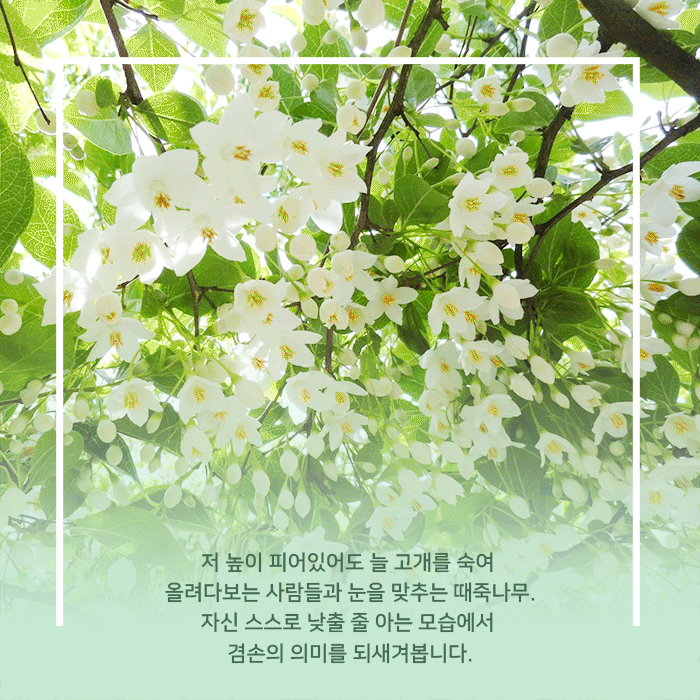 저 높이 피어있어도 늘 고개를 숙여
올려다보는 사람들과 눈을 맞추는 때죽나무.
자신 스스로 낮출 줄 아는 모습에서
겸손의 의미를 되새겨봅니다.